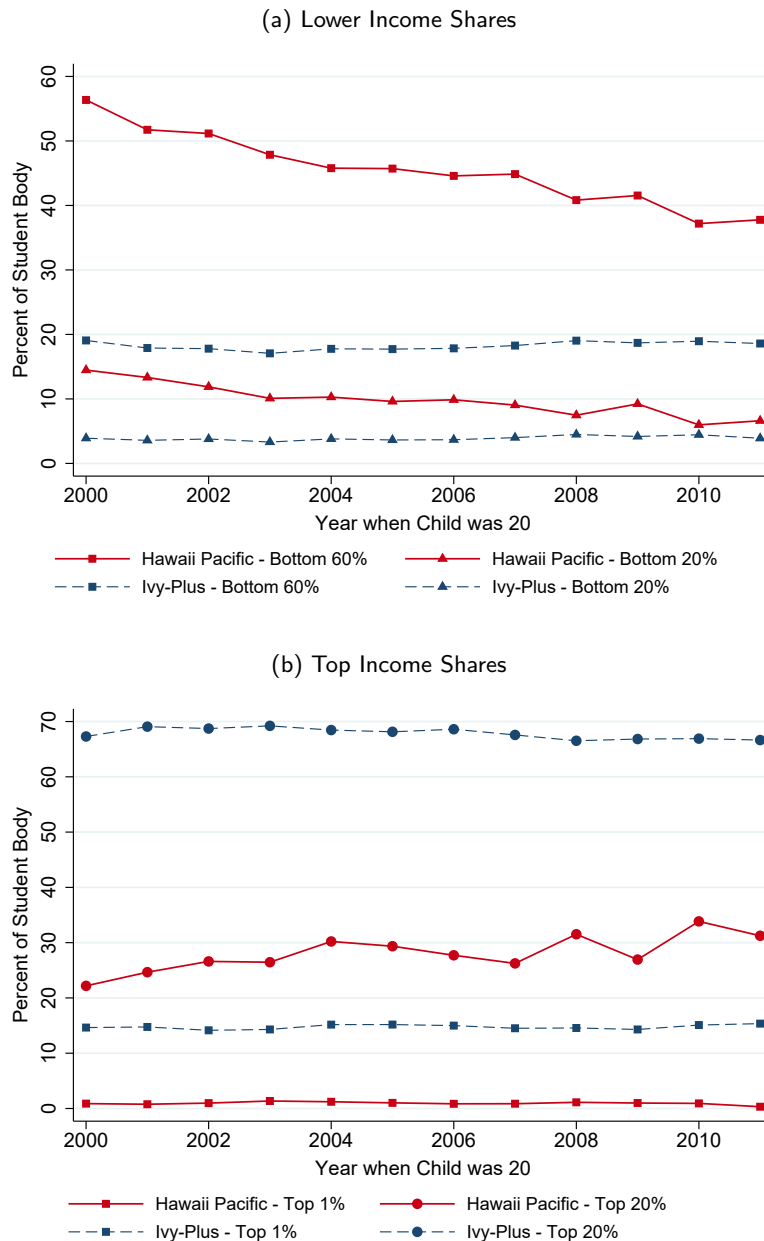 (a) Lower Income Shares
60
50
40
30
20
10
0
Percent of Student Body
2000 2002 2004 2006 2008 2010
Year when Child was 20
Hawaii Pacific - Bottom 60% Hawaii Pacific - Bottom 20%
Ivy-Plus - Bottom 60% Ivy-Plus - Bottom 20%
(b) Top Income Shares
70
60
50
40
30
20
10
0
Percent of Student Body
2000 2002 2004 2006 2008 2010
Year when Child was 20
Hawaii Pacific - Top 1% Hawaii Pacific - Top 20%
Ivy-Plus - Top 1% Ivy-Plus - Top 20%